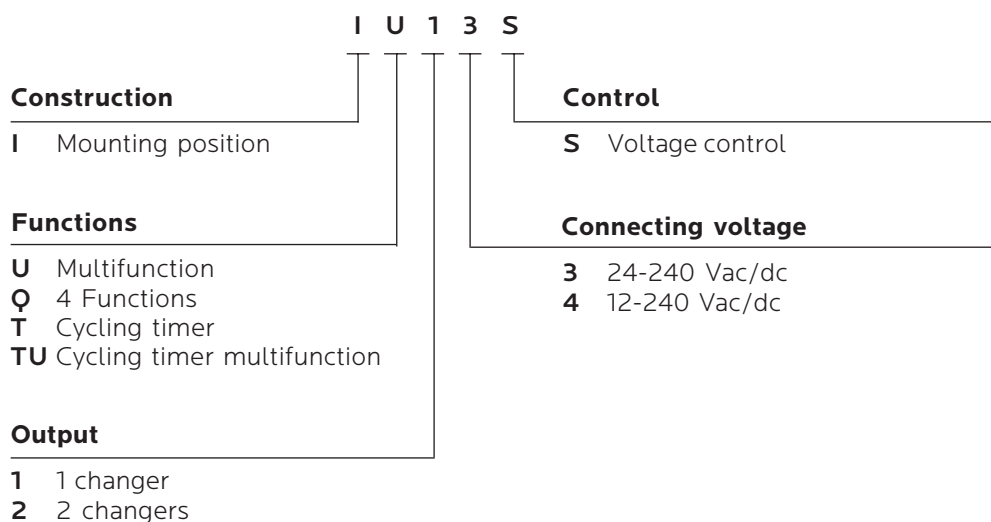 I U 1 3 S
Construction
I Mounting position
Functions
U Multifunction
Q 4 Functions
T Cycling timer
TU Cycling timer multifunction
Output
1 1 changer
2 2 changers
Control
S Voltage control
Connecting voltage
3 24-240 Vac/dc
4 12-240 Vac/dc